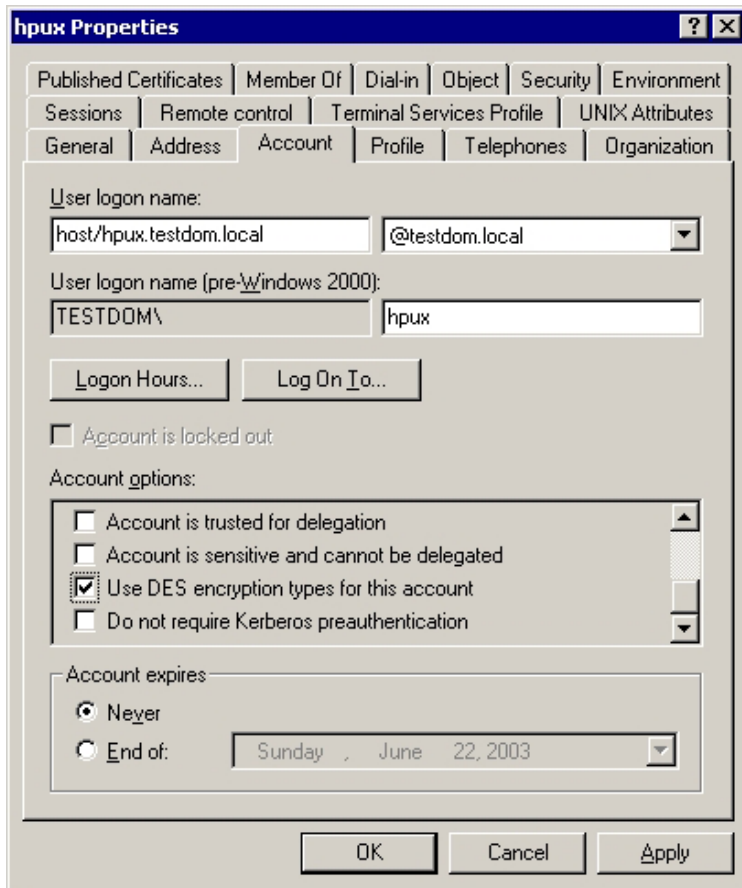 hpux Properties
Published Certificates Member Of Dial-in Object Security Environment
Sessions Remote control Terminal Services Profile UNIX Attributes
General Address Account Profile Telephones Organization
User logon name:
host/hpux.testdom.local @testdom.local
User logon name (pre-Windows 2000):
TESTDOM\ hpux
Logon Hours... Log On To...
Account is locked out
Account options:
Account is trusted for delegation
Account is sensitive and cannot be delegated
Use DES encryption types for this account
Do not require Kerberos preauthentication
Account expires
Never
End of: Sunday , June 22, 2003
OK Cancel Apply